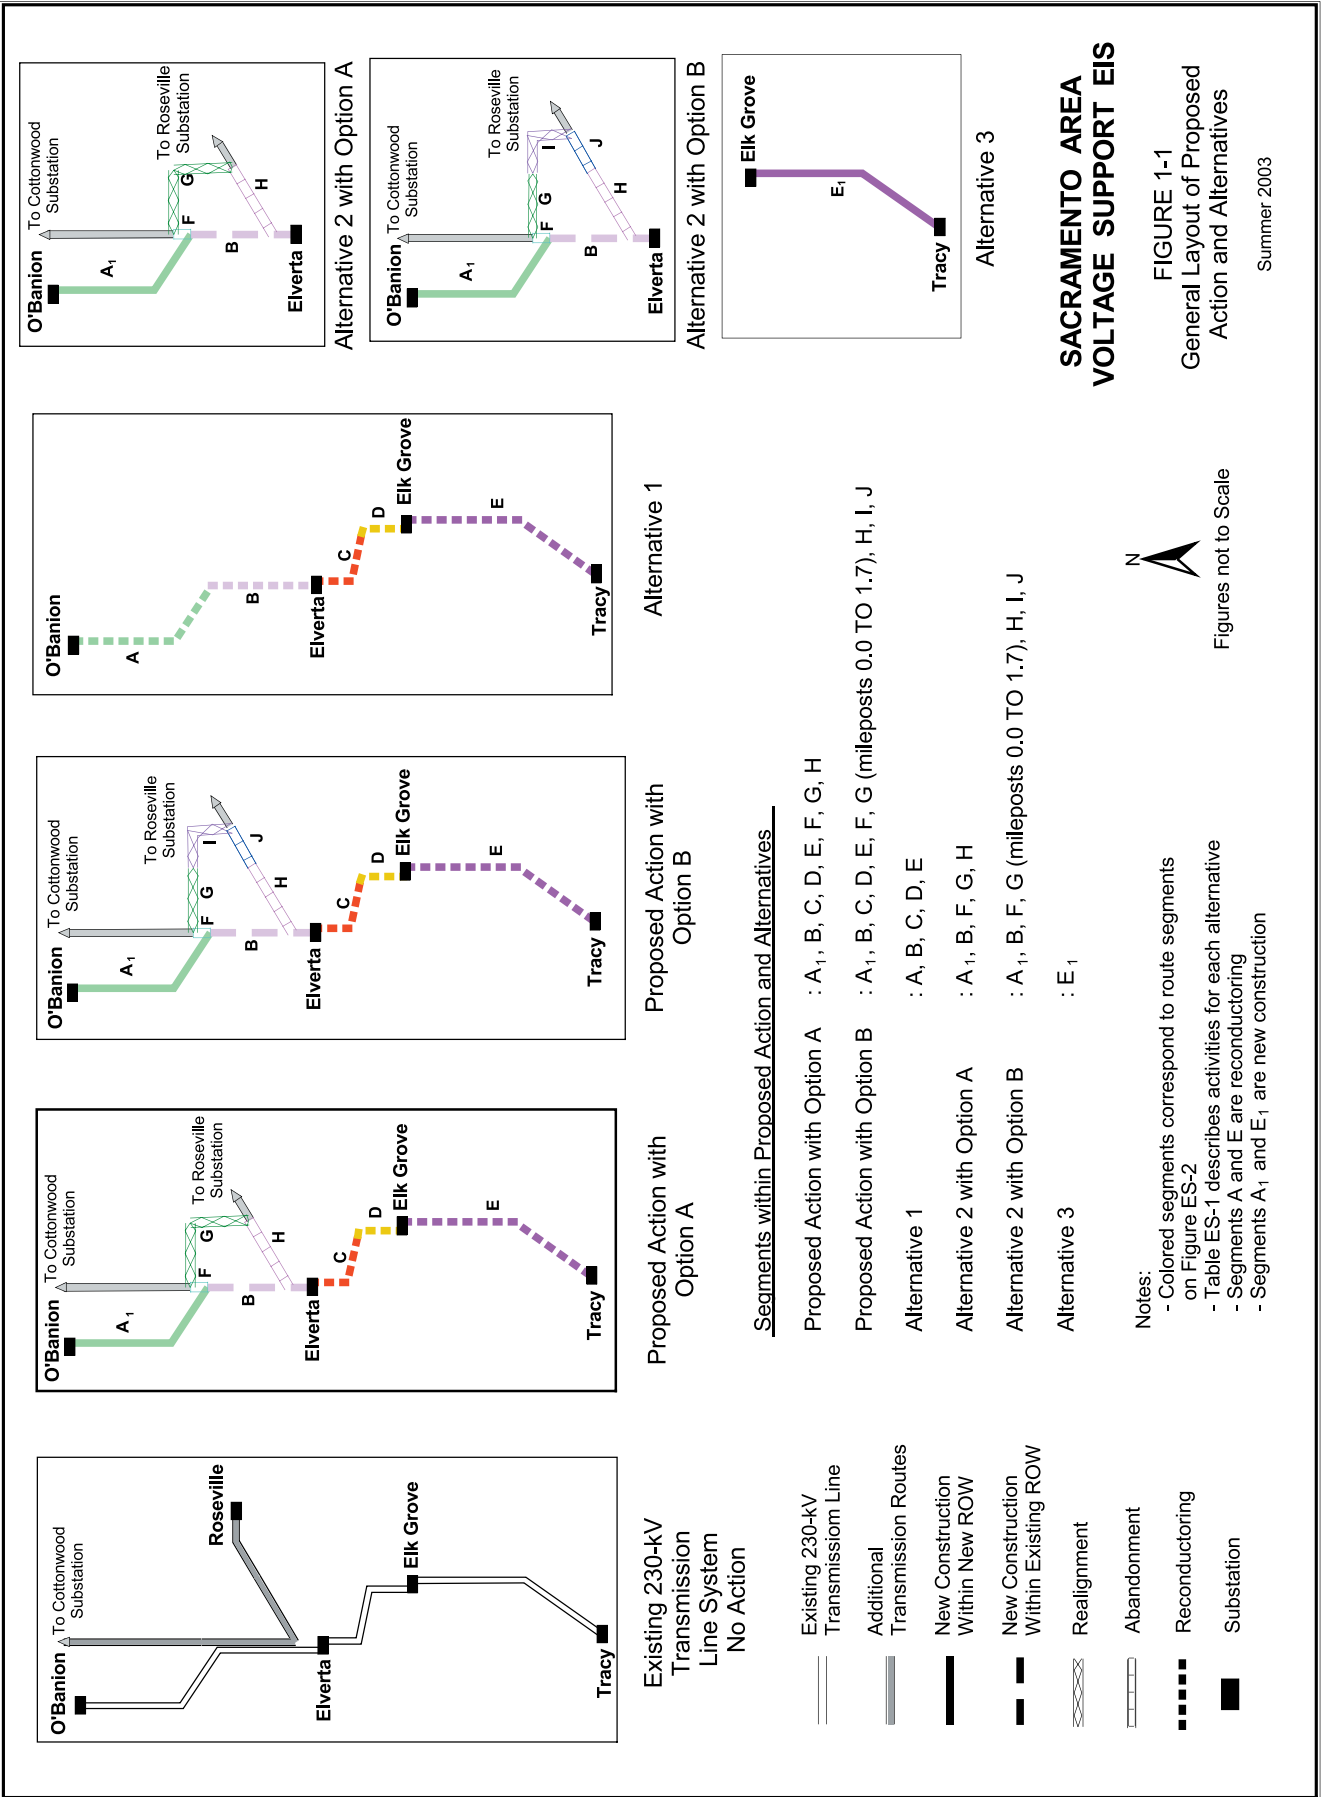 O'Banion
To Cottonwood
Substation
Roseville
Elverta
Elk Grove
Tracy
Existing 230-kV
Transmission
Line System
No Action
O'Banion
To Cottonwood
Substation
A1
To Roseville
Substation
F
G
B
H
Elverta
C
D
Elk Grove
E
Tracy
Proposed Action with
Option A
O'Banion
To Cottonwood
Substation
A1
To Roseville
Substation
F
G
I
J
B
H
Elverta
C
D
Elk Grove
E
Tracy
Proposed Action with
Option B
O'Banion
A
B
Elverta
C
D
Elk Grove
E
Tracy
Alternative 1
O'Banion
To Cottonwood
Substation
A1
To Roseville
Substation
F
G
B
H
Elverta
Alternative 2 with Option A
O'Banion
To Cottonwood
Substation
A1
To Roseville
Substation
F
G
I
J
B
H
Elverta
Alternative 2 with Option B
Elk Grove
E1
Tracy
Alternative 3
Existing 230-kV
Transmissiom Line
Additional
Transmission Routes
New Construction
Within New ROW
New Construction
Within Existing ROW
Realignment
Abandonment
Reconductoring
Substation
Segments within Proposed Action and Alternatives
Proposed Action with Option A : A1, B, C, D, E, F, G, H
Proposed Action with Option B : A1, B, C, D, E, F, G (mileposts 0.0 TO 1.7), H, I, J
Alternative 1 : A, B, C, D, E
Alternative 2 with Option A : A1, B, F, G, H
Alternative 2 with Option B : A1, B, F, G (mileposts 0.0 TO 1.7), H, I, J
Alternative 3 : E1
Notes:
- Colored segments correspond to route segments
on Figure ES-2
- Table ES-1 describes activities for each alternative
- Segments A and E are reconductoring
- Segments A1 and E1 are new construction
N
Figures not to Scale
SACRAMENTO AREA
VOLTAGE SUPPORT EIS
FIGURE 1-1
General Layout of Proposed
Action and Alternatives
Summer 2003